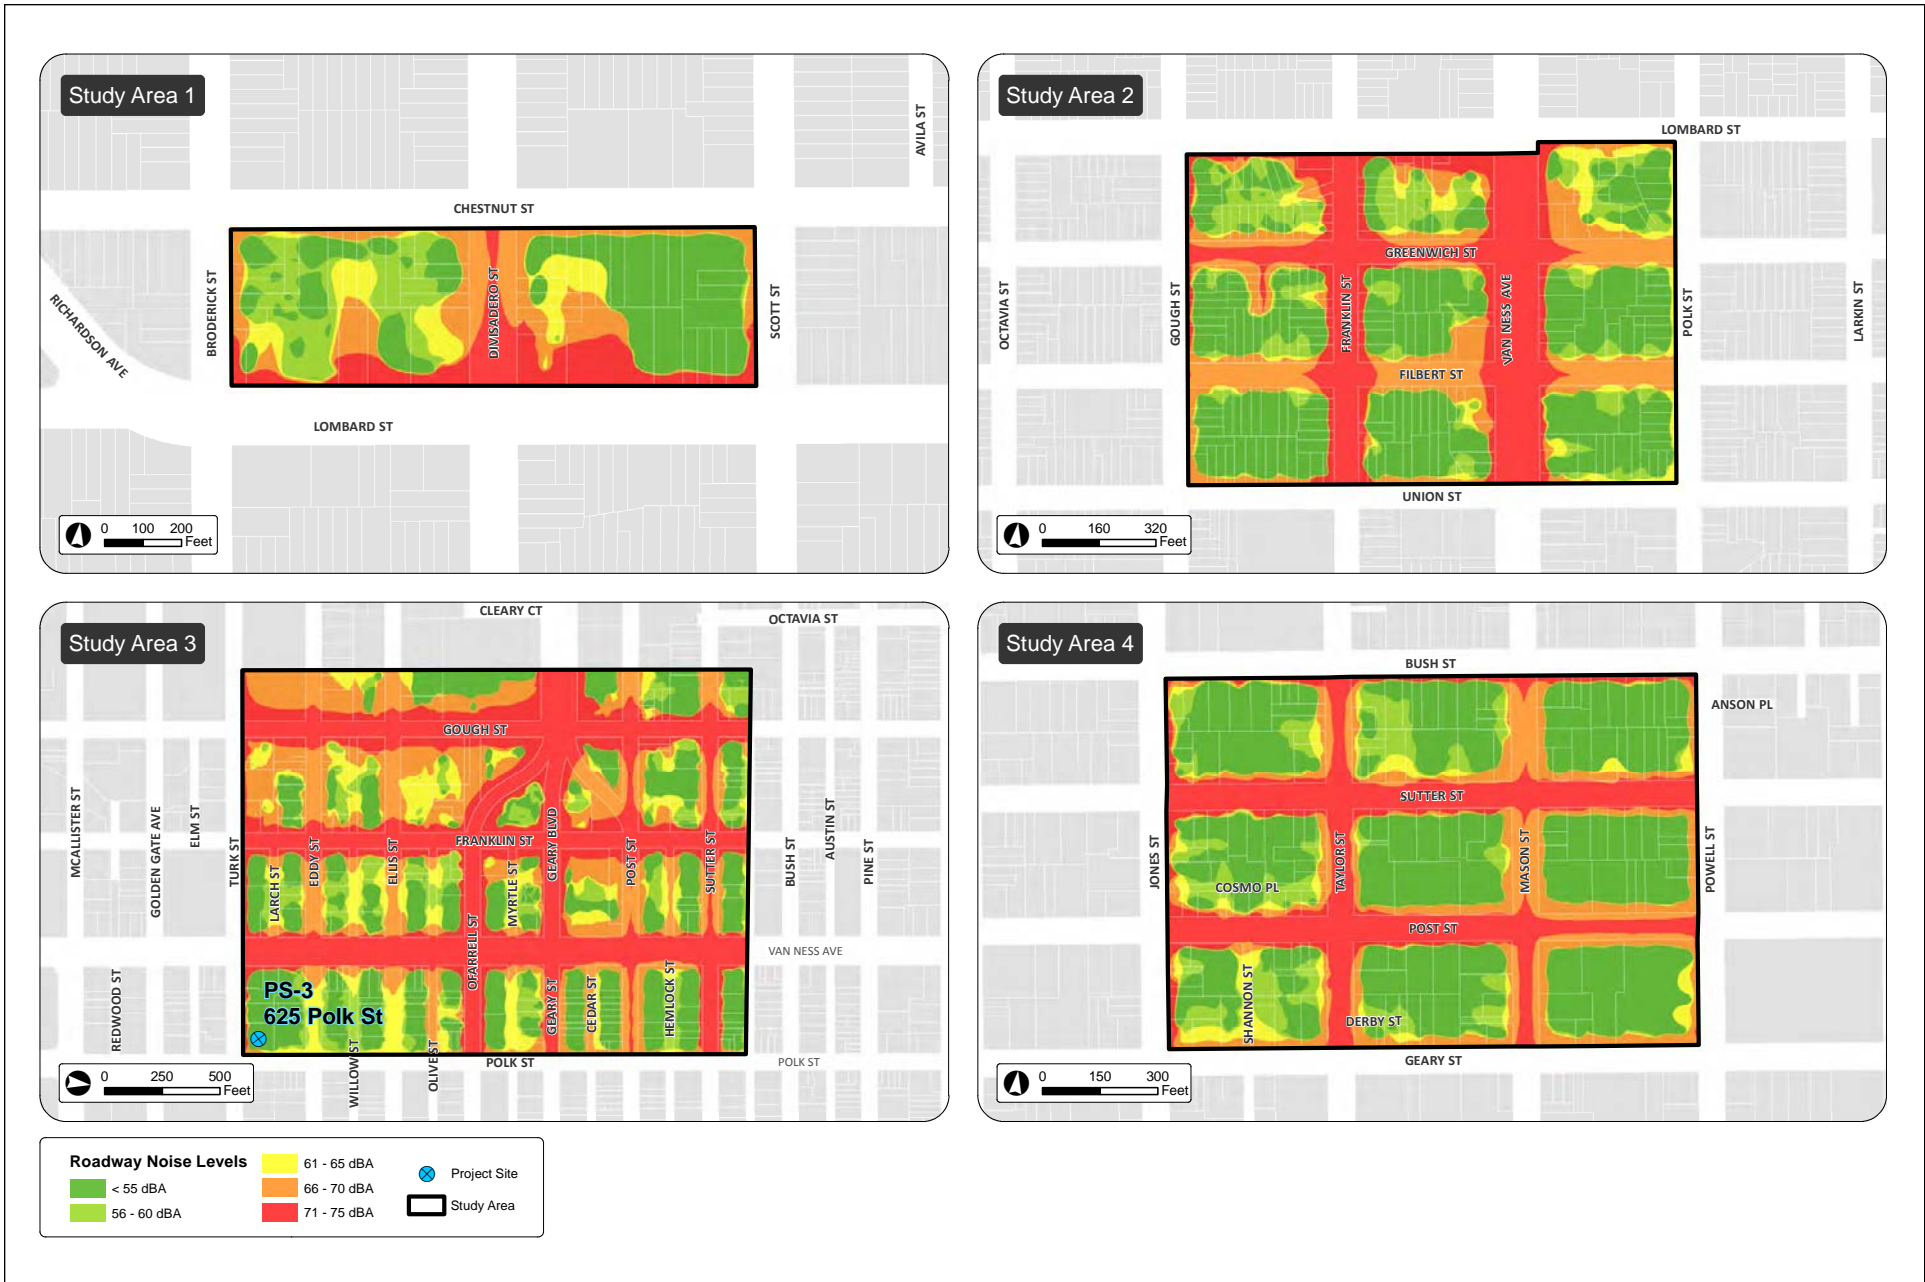 Study Area 1
AVILA ST
CHESTNUT ST
RICHARDSON AVE
BRODERICK ST
DIVISADERO ST
SCOTT ST
LOMBARD ST
0 100 200
Feet
Study Area 2
LOMBARD ST
OCTAVIA ST
GOUGH ST
GREENWICH ST
FRANKLIN ST
VAN NESS AVE
POLK ST
LARKIN ST
FILBERT ST
UNION ST
0 160 320
Feet
Study Area 3
CLEARY CT
OCTAVIA ST
GOUGH ST
MCALLISTER ST
GOLDEN GATE AVE
ELM ST
TURK ST
LARCH ST
EDDY ST
ELLIS ST
FRANKLIN ST
MYRTLE ST
GEARY BLVD
POST ST
SUTTER ST
BUSH ST
AUSTIN ST
PINE ST
VAN NESS AVE
REDWOOD ST
PS-3
625 Polk St
WILLOW ST
OLIVE ST
OFARRELL ST
GEARY ST
CEDAR ST
HEMLOCK ST
POLK ST
POLK ST
0 250 500
Feet
Study Area 4
BUSH ST
ANSON PL
SUTTER ST
JONES ST
COSMO PL
TAYLOR ST
MASON ST
POWELL ST
POST ST
SHANNON ST
DERBY ST
GEARY ST
0 150 300
Feet
Roadway Noise Levels
< 55 dBA
56 - 60 dBA
61 - 65 dBA
66 - 70 dBA
71 - 75 dBA
Project Site
Study Area